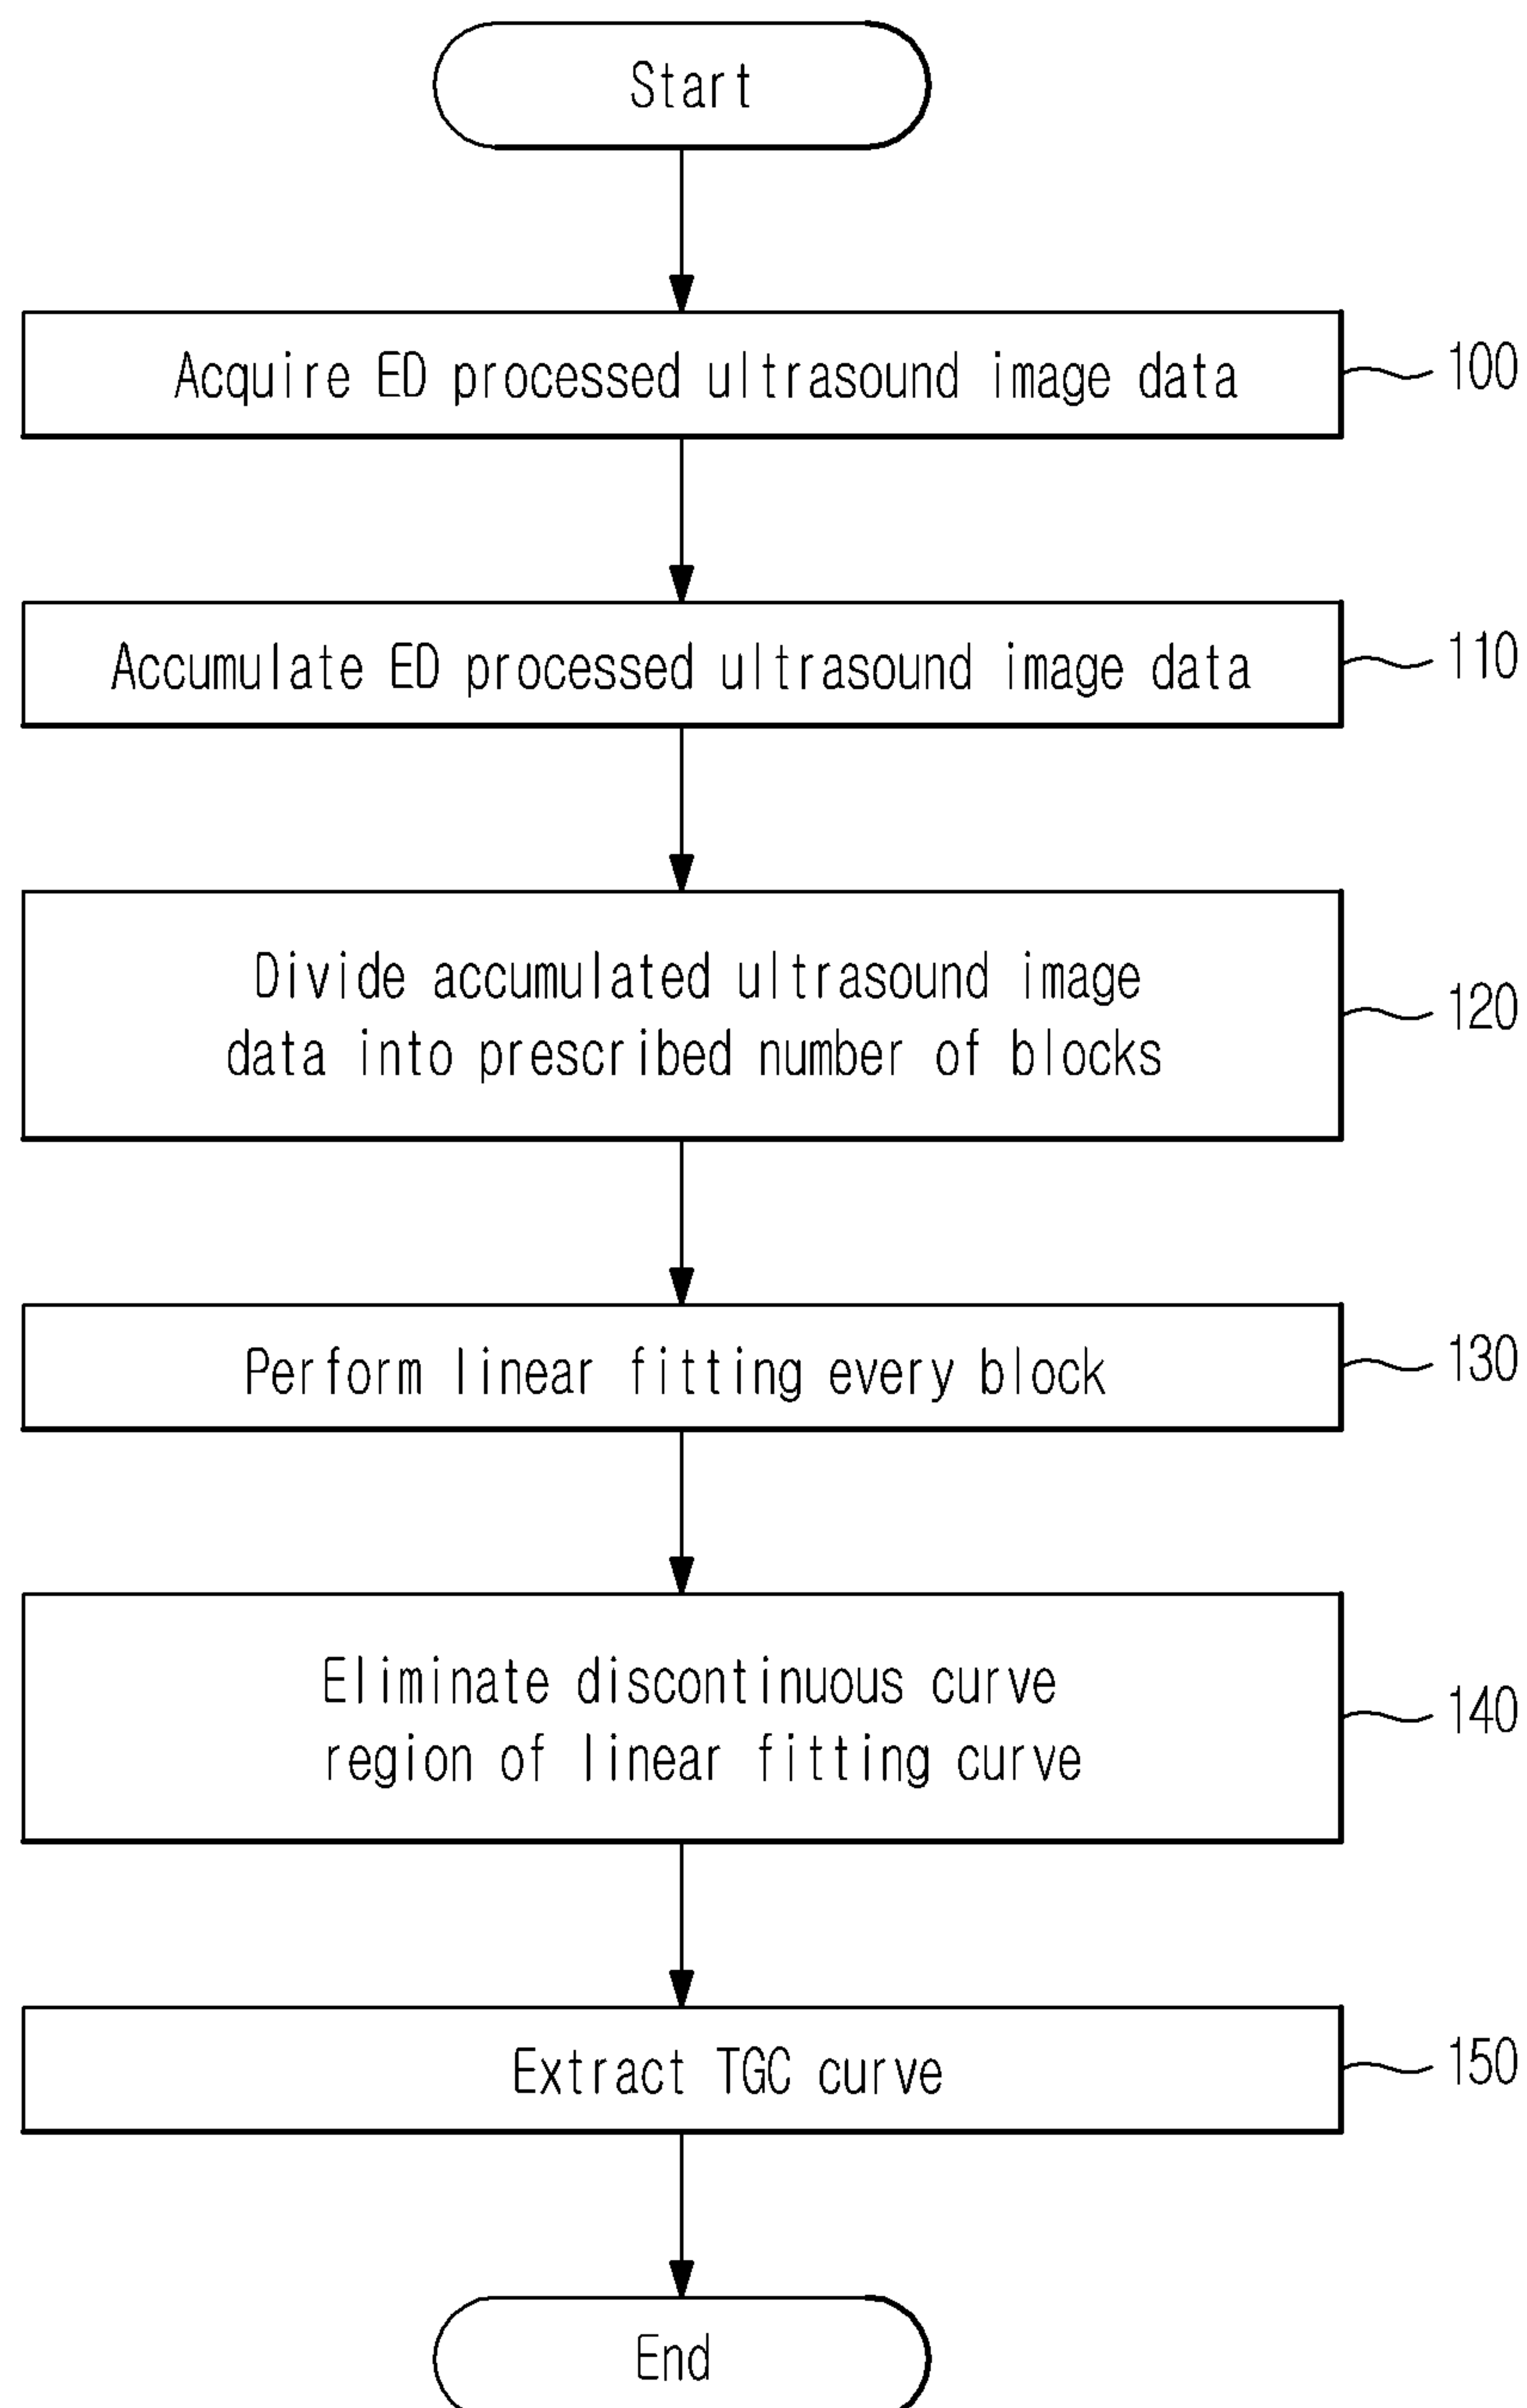 Start
Acquire ED processed ultrasound image data
100
Accumulate ED processed ultrasound image data
110
Divide accumulated ultrasound image
data into prescribed number of blocks
120
Perform linear fitting every block
130
Eliminate discontinuous curve
region of linear fitting curve
140
Extract TGC curve
150
End